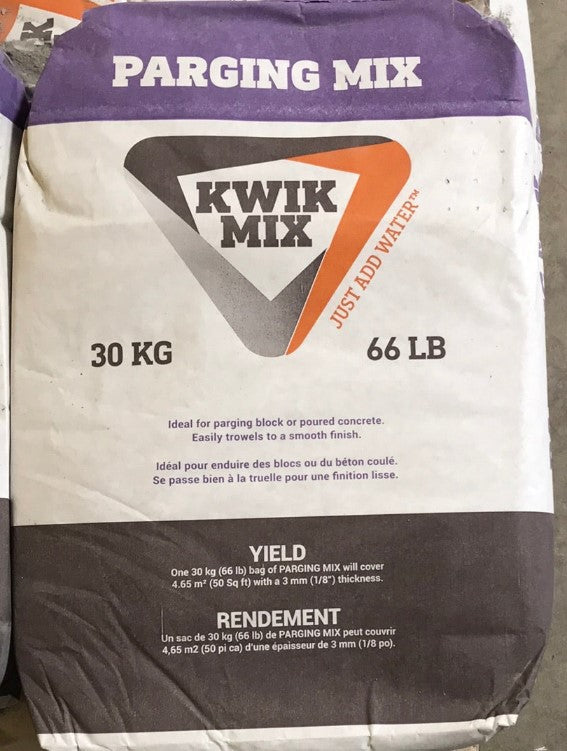 PARGING MIX
KWIK
MIX
JUST ADD WATER™
30 KG
66 LB
Ideal for parging block or poured concrete.
Easily trowels to a smooth finish.
Idéal pour enduire des blocs ou du béton coulé.
Se passe bien à la truelle pour une finition lisse.
YIELD
One 30 kg (66 lb) bag of PARGING MIX will cover
4.65 m² (50 Sq ft) with a 3 mm (1/8") thickness.
RENDEMENT
Un sac de 30 kg (66 lb) de PARGING MIX peut couvrir
4,65 m2 (50 pi ca) d'une épaisseur de 3 mm (1/8 po).